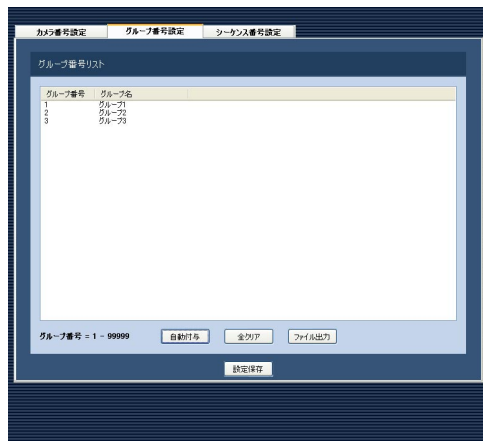 カメラ番号設定 グループ番号設定 シーケンス番号設定
グループ番号リスト
グループ番号 グループ名
1 グループ1
2 グループ2
3 グループ3
グループ番号 = 1 - 99999 自動付与 全クリア ファイル出力
設定保存